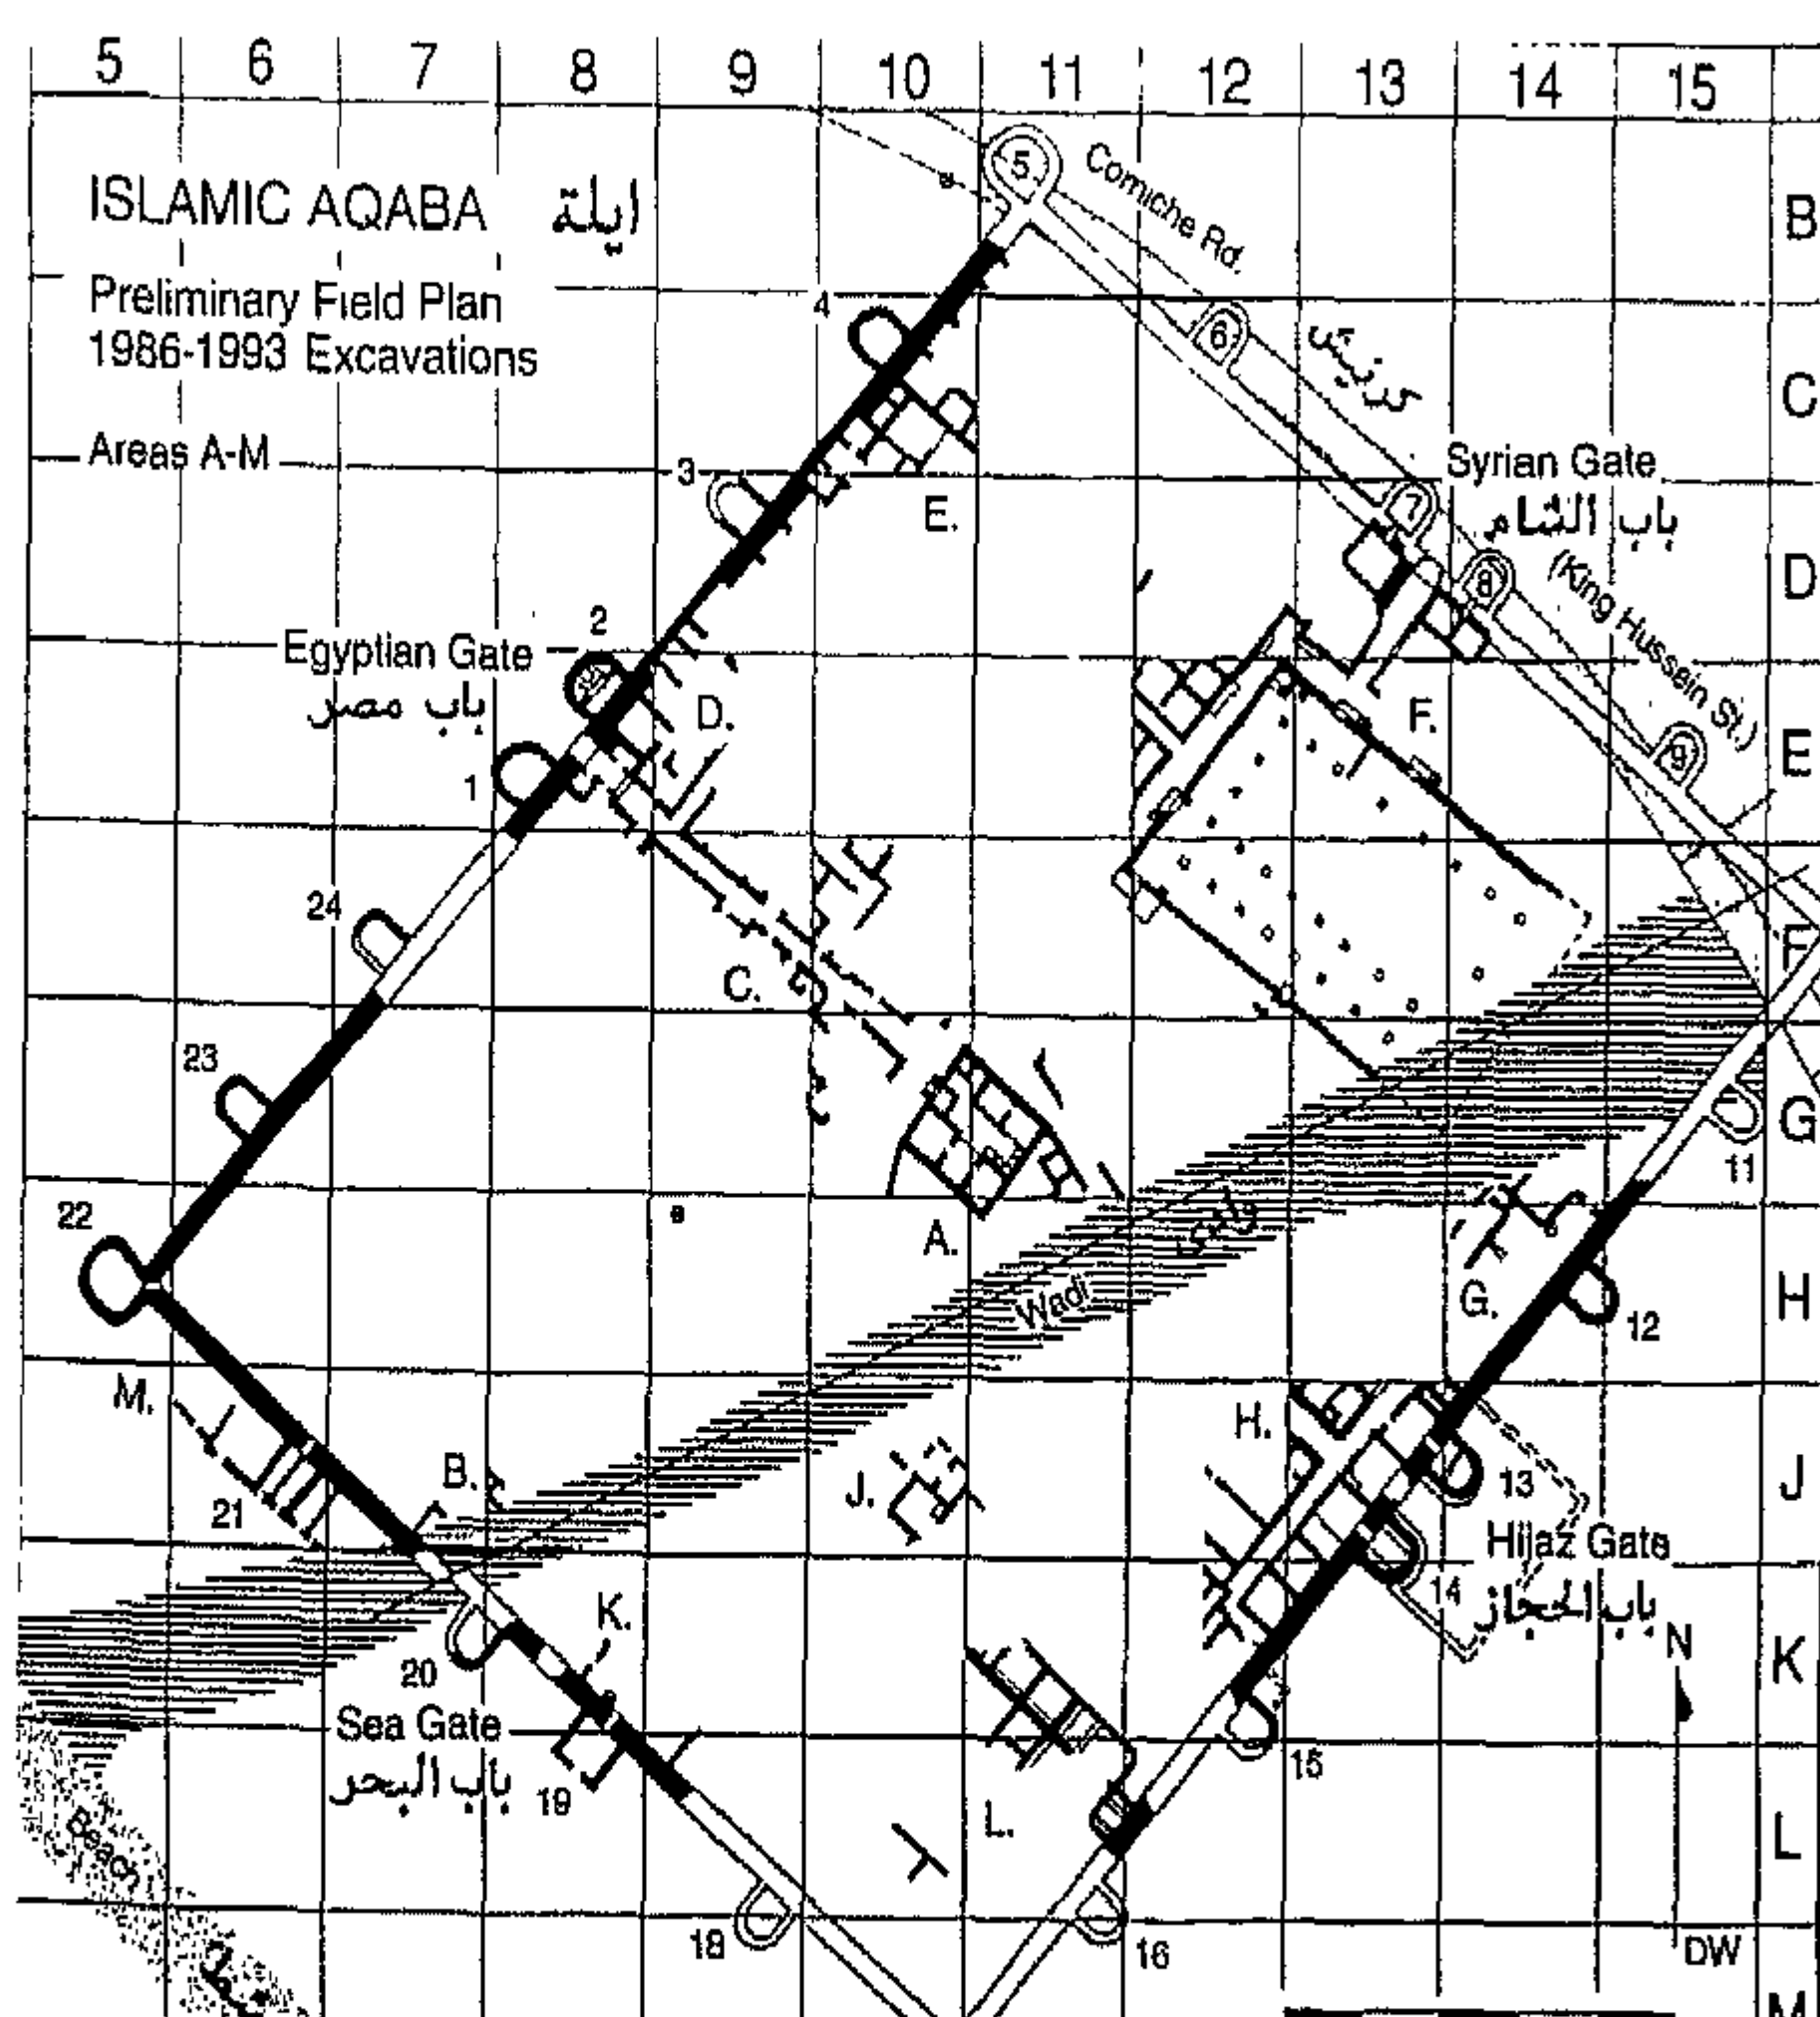 5 6 7 8 9 10 11 12 13 14 15
5
Corniche Rd.
B
ISLAMIC AQABA ايلة
Preliminary Field Plan
1986-1993 Excavations
4
6
كرنيش
C
Areas A-M
3
E.
7
Syrian Gate
باب الشام
D
8
(King Hussein St.)
2
Egyptian Gate
باب مصر
D.
F.
9
E
1
24
C.
F
23
G
11
22
A.
وادي
Wadi
G.
12
H
M.
H.
B.
J.
13
J
21
Hijaz Gate
باب الحجاز
14
K.
N
20
K
Sea Gate
باب البحر
19
15
L.
L
Beach
18
16
DW
M